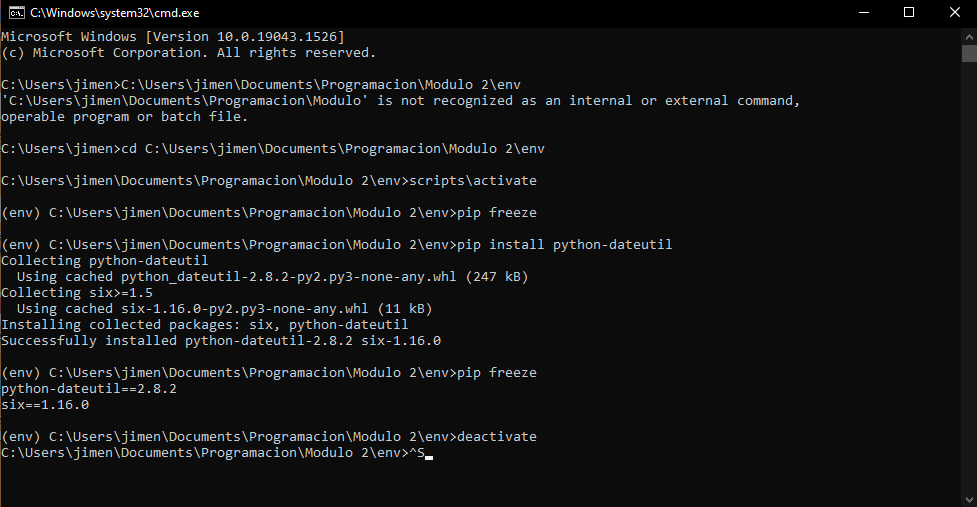 C:\Windows\system32\cmd.exe
Microsoft Windows [Version 10.0.19043.1526]
(c) Microsoft Corporation. All rights reserved.
C:\Users\jimen>C:\Users\jimen\Documents\Programacion\Modulo 2\env
'C:\Users\jimen\Documents\Programacion\Modulo' is not recognized as an internal or external command,
operable program or batch file.
C:\Users\jimen>cd C:\Users\jimen\Documents\Programacion\Modulo 2\env
C:\Users\jimen\Documents\Programacion\Modulo 2\env>scripts\activate
(env) C:\Users\jimen\Documents\Programacion\Modulo 2\env>pip freeze
(env) C:\Users\jimen\Documents\Programacion\Modulo 2\env>pip install python-dateutil
Collecting python-dateutil
  Using cached python_dateutil-2.8.2-py2.py3-none-any.whl (247 kB)
Collecting six>=1.5
  Using cached six-1.16.0-py2.py3-none-any.whl (11 kB)
Installing collected packages: six, python-dateutil
Successfully installed python-dateutil-2.8.2 six-1.16.0
(env) C:\Users\jimen\Documents\Programacion\Modulo 2\env>pip freeze
python-dateutil==2.8.2
six==1.16.0
(env) C:\Users\jimen\Documents\Programacion\Modulo 2\env>deactivate
C:\Users\jimen\Documents\Programacion\Modulo 2\env>^S